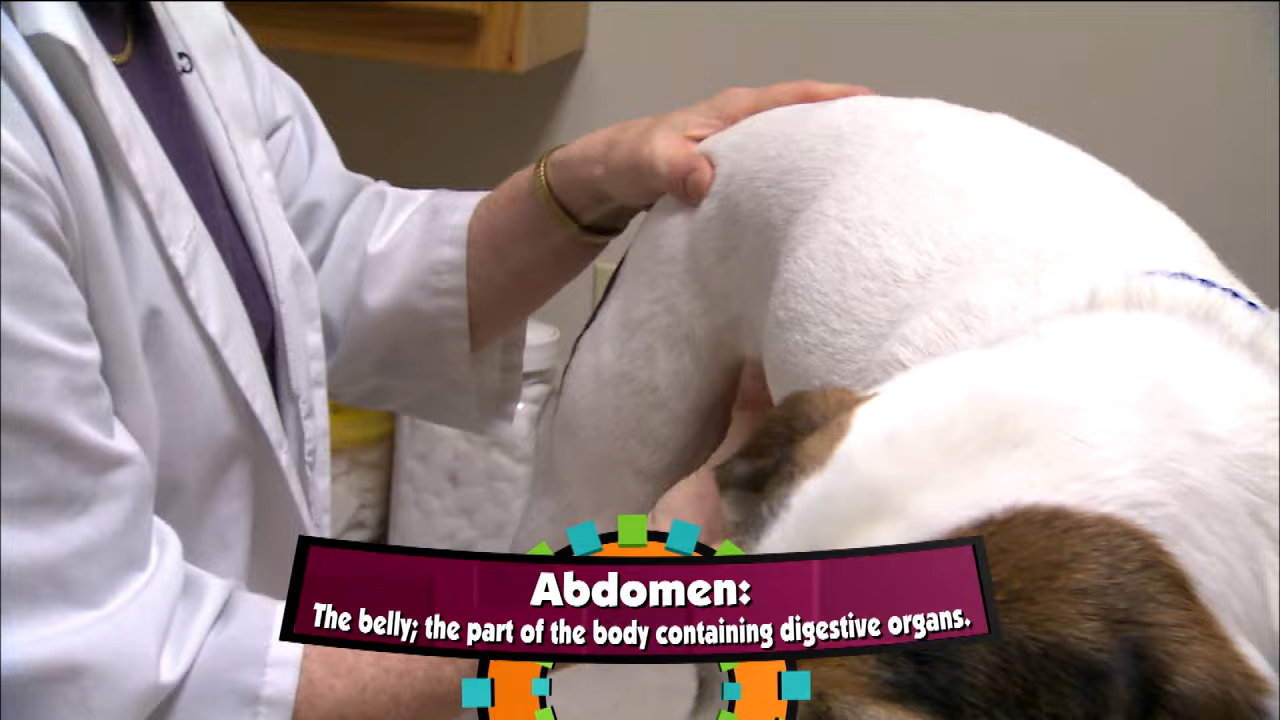 Abdomen:
The belly; the part of the body containing digestive organs.